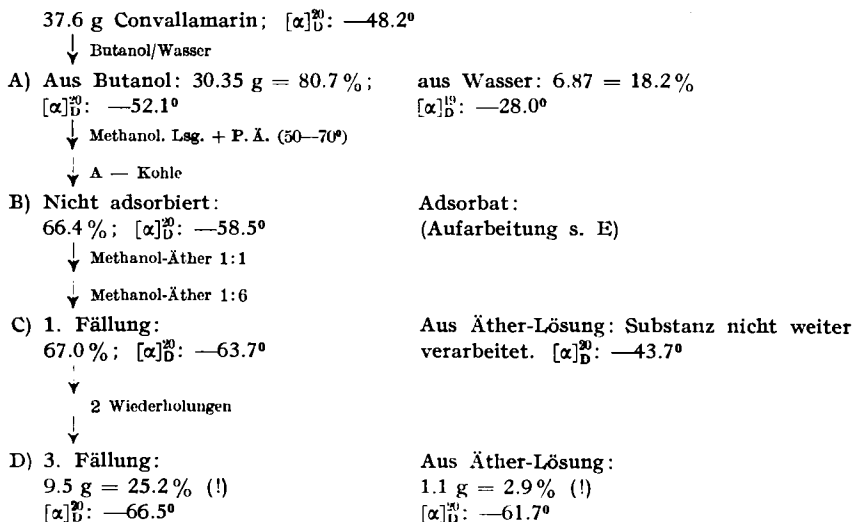 37.6 g Convallamarin; [α]²⁰D: —48.2⁰
Butanol/Wasser
A) Aus Butanol: 30.35 g = 80.7%; aus Wasser: 6.87 = 18.2%
[α]²⁰D: —52.1⁰ [α]¹⁹D: —28.0⁰
Methanol. Lsg. + P. Ä. (50—70⁰)
A — Kohle
B) Nicht adsorbiert: Adsorbat:
66.4%; [α]²⁰D: —58.5⁰ (Aufarbeitung s. E)
Methanol-Äther 1:1
Methanol-Äther 1:6
C) 1. Fällung: Aus Äther-Lösung: Substanz nicht weiter
67.0%; [α]²⁰D: —63.7⁰ verarbeitet. [α]²⁰D: —43.7⁰
2 Wiederholungen
D) 3. Fällung: Aus Äther-Lösung:
9.5 g = 25.2% (!) 1.1 g = 2.9% (!)
[α]²⁰D: —66.5⁰ [α]²⁰D: —61.7⁰